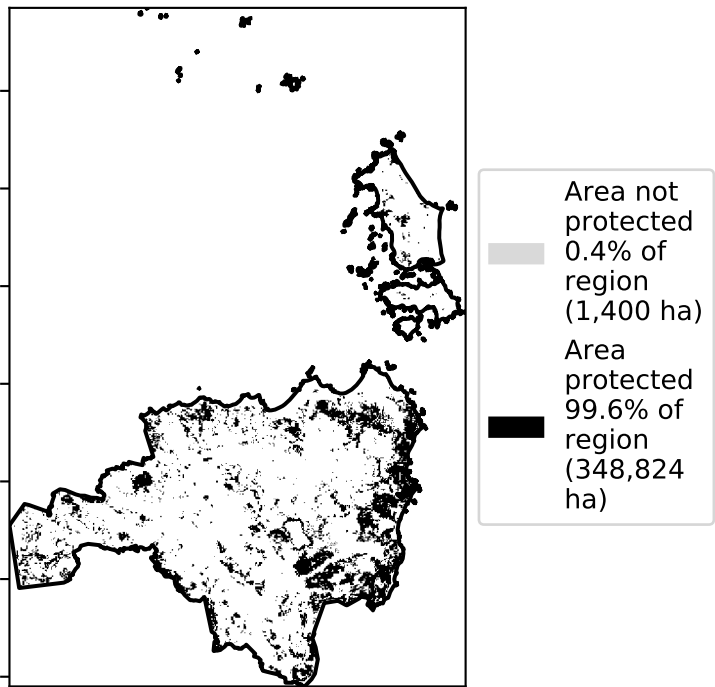 Area not
protected
0.4% of
region
(1,400 ha)
Area
protected
99.6% of
region
(348,824
ha)